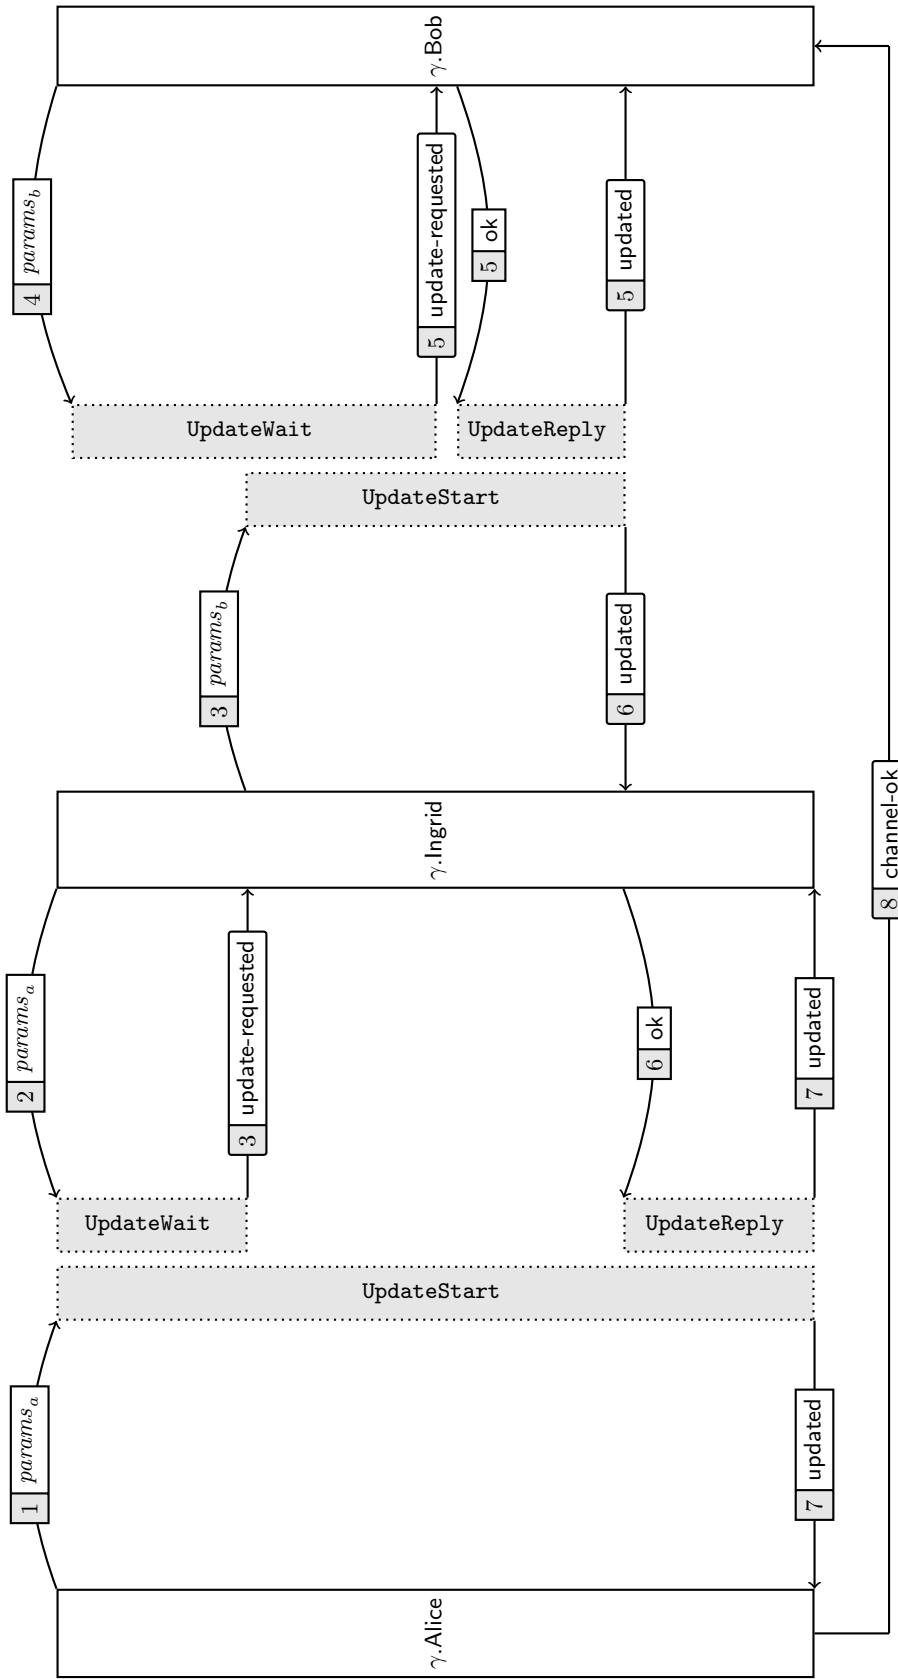 γ.Alice
1 params_a
UpdateStart
7 updated
2 params_a
UpdateWait
3 update-requested
6 ok
UpdateReply
7 updated
γ.Ingrid
3 params_b
UpdateStart
6 updated
4 params_b
UpdateWait
5 update-requested
5 ok
UpdateReply
5 updated
γ.Bob
8 channel-ok